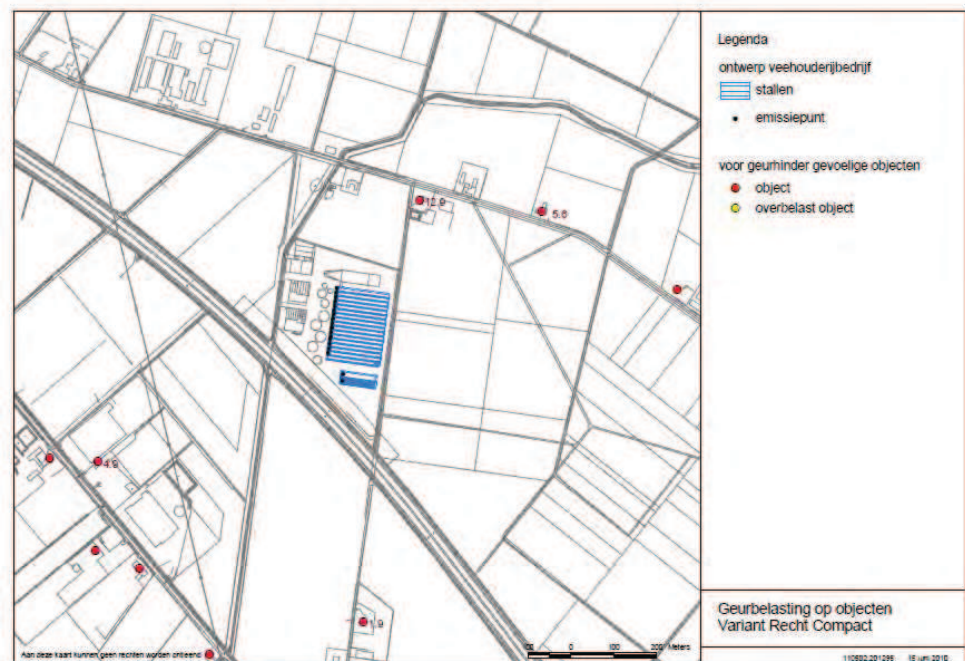 Legenda
ontwerp veehouderijbedrijf
stallen
emissiepunt
voor geurhinder gevoelige objecten
object
overbelast object
12.9
5.6
4.9
1.9
Aan deze kaart kunnen geen rechten worden ontleend
0 100 200 Meters
Geurbelasting op objecten
Variant Recht Compact